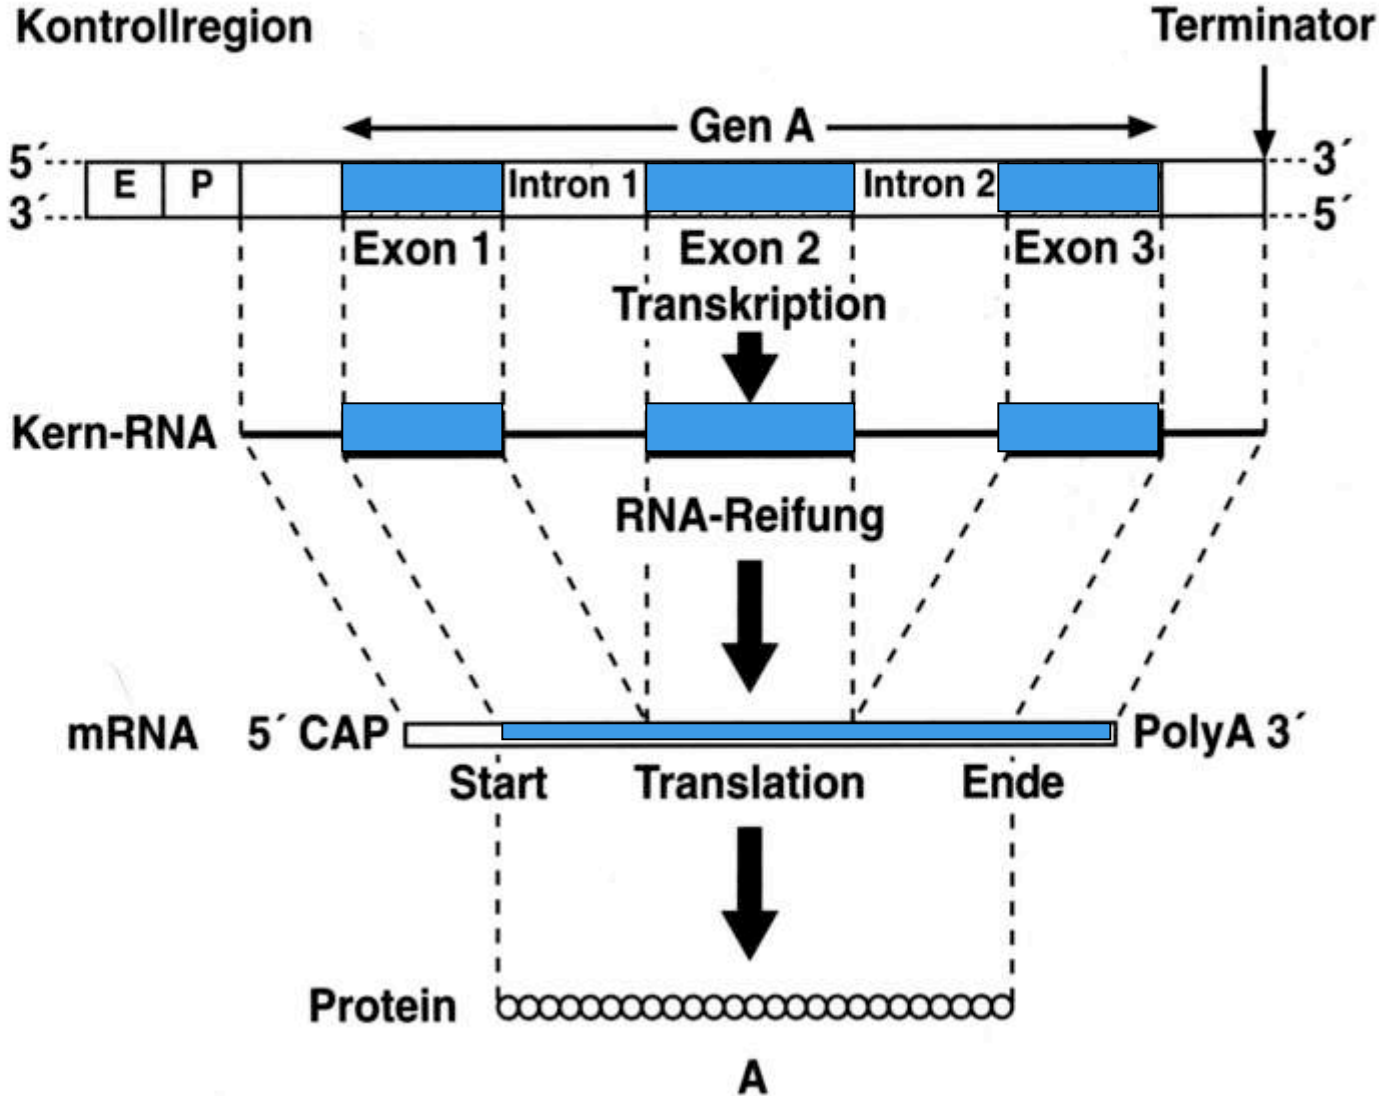 Kontrollregion
Terminator
Gen A
5´
E
P
Intron 1
Intron 2
3´
3´
5´
Exon 1
Exon 2
Exon 3
Transkription
Kern-RNA
RNA-Reifung
mRNA 5´ CAP
PolyA 3´
Start
Translation
Ende
Protein
A